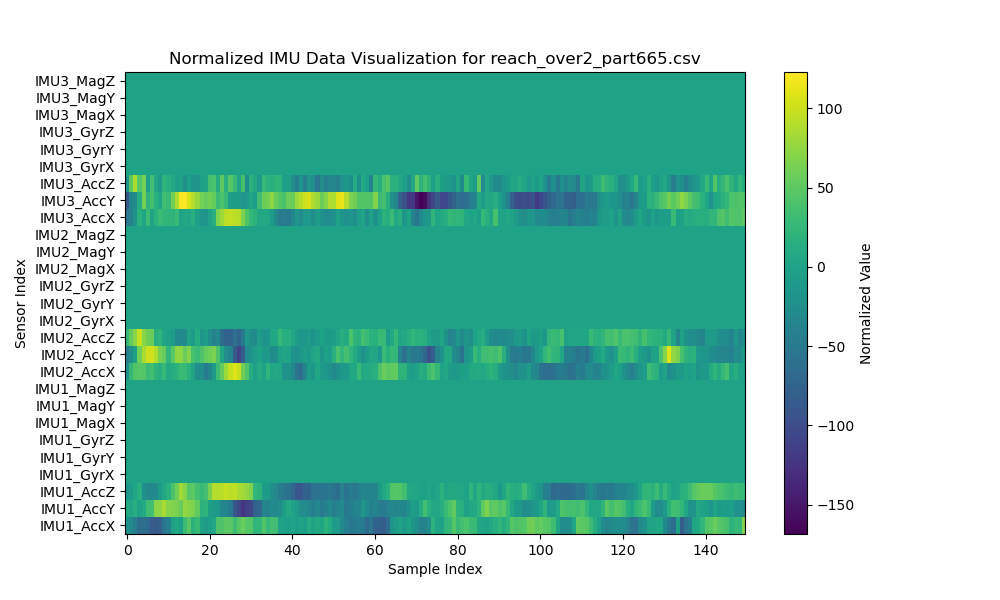 Normalized IMU Data Visualization for reach_over2_part665.csv
IMU3_MagZ
IMU3_MagY
IMU3_MagX
IMU3_GyrZ
IMU3_GyrY
IMU3_GyrX
IMU3_AccZ
IMU3_AccY
IMU3_AccX
IMU2_MagZ
IMU2_MagY
IMU2_MagX
IMU2_GyrZ
IMU2_GyrY
IMU2_GyrX
IMU2_AccZ
IMU2_AccY
IMU2_AccX
IMU1_MagZ
IMU1_MagY
IMU1_MagX
IMU1_GyrZ
IMU1_GyrY
IMU1_GyrX
IMU1_AccZ
IMU1_AccY
IMU1_AccX
Sensor Index
0 20 40 60 80 100 120 140
Sample Index
100
50
0
−50
−100
−150
Normalized Value